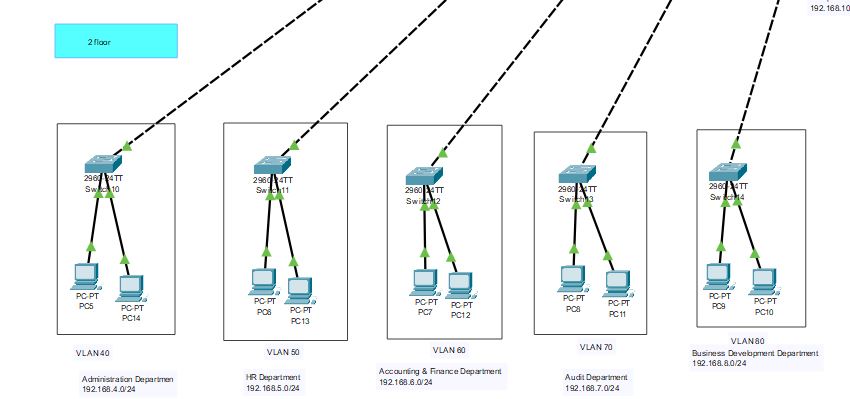 192.168.10
2 floor
2960-24TT
Switch10
2960-24TT
Switch11
2960-24TT
Switch12
2960-24TT
Switch13
2960-24TT
Switch14
PC-PT
PC5
PC-PT
PC14
PC-PT
PC6
PC-PT
PC13
PC-PT
PC7
PC-PT
PC12
PC-PT
PC8
PC-PT
PC11
PC-PT
PC9
PC-PT
PC10
VLAN 40
Administration Departmen
192.168.4.0/24
VLAN 50
HR Department
192.168.5.0/24
VLAN 60
Accounting & Finance Department
192.168.6.0/24
VLAN 70
Audit Department
192.168.7.0/24
VLAN 80
Business Development Department
192.168.8.0/24